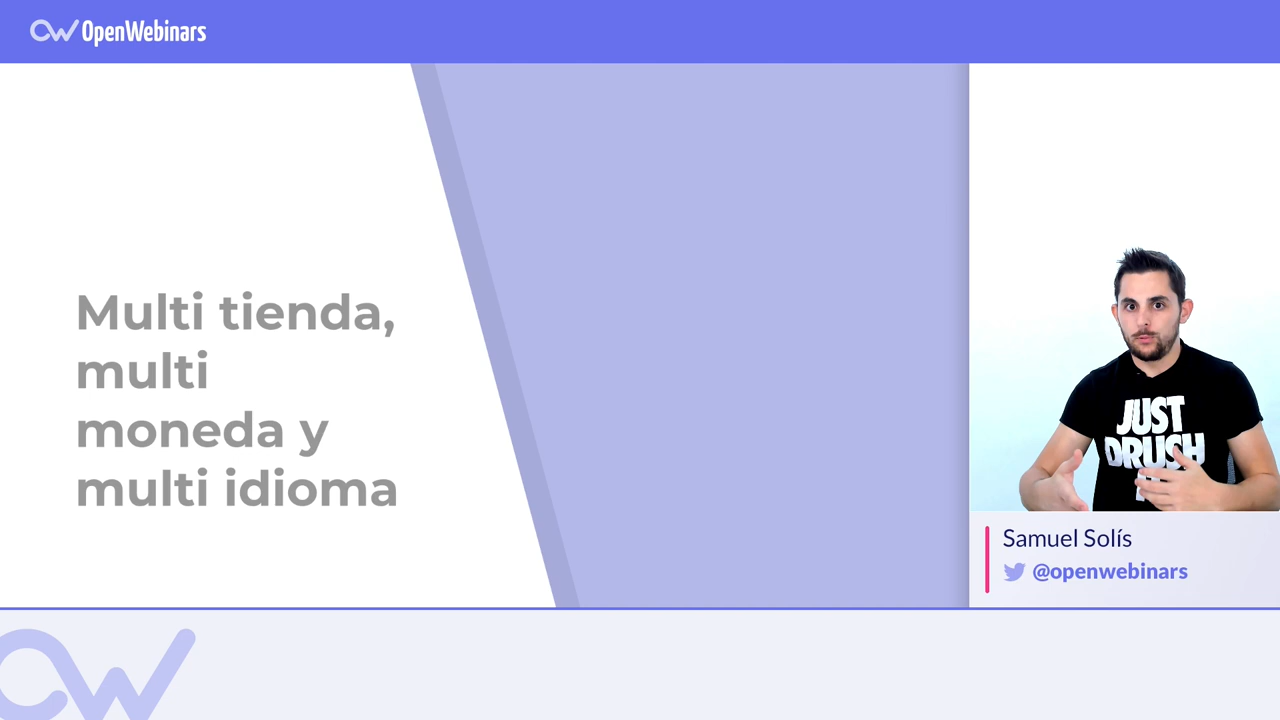 OpenWebinars
Multi tienda,
multi
moneda y
multi idioma
JUST
DRUSH
Samuel Solís
@openwebinars